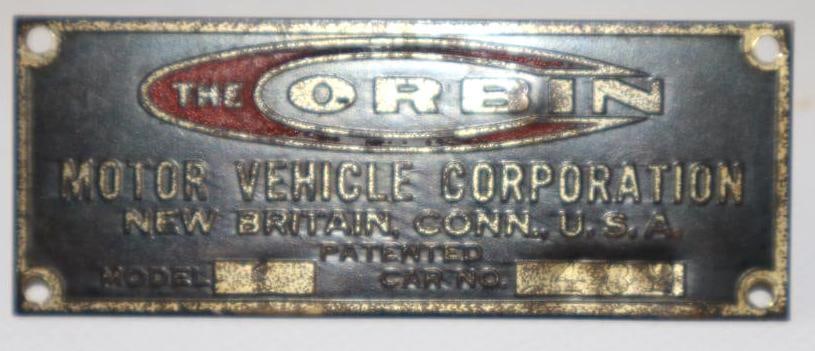 THE CORBIN
MOTOR VEHICLE CORPORATION
NEW BRITAIN, CONN., U.S.A.
PATENTED
MODEL CAR NO.